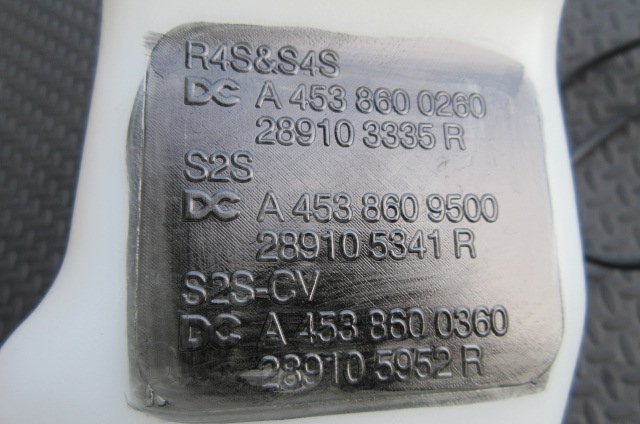 R4S&S4S
DC A 453 860 0260
28910 3335 R
S2S
DC A 453 860 9500
28910 5341 R
S2S-CV
DC A 453 860 0360
28910 5952 R